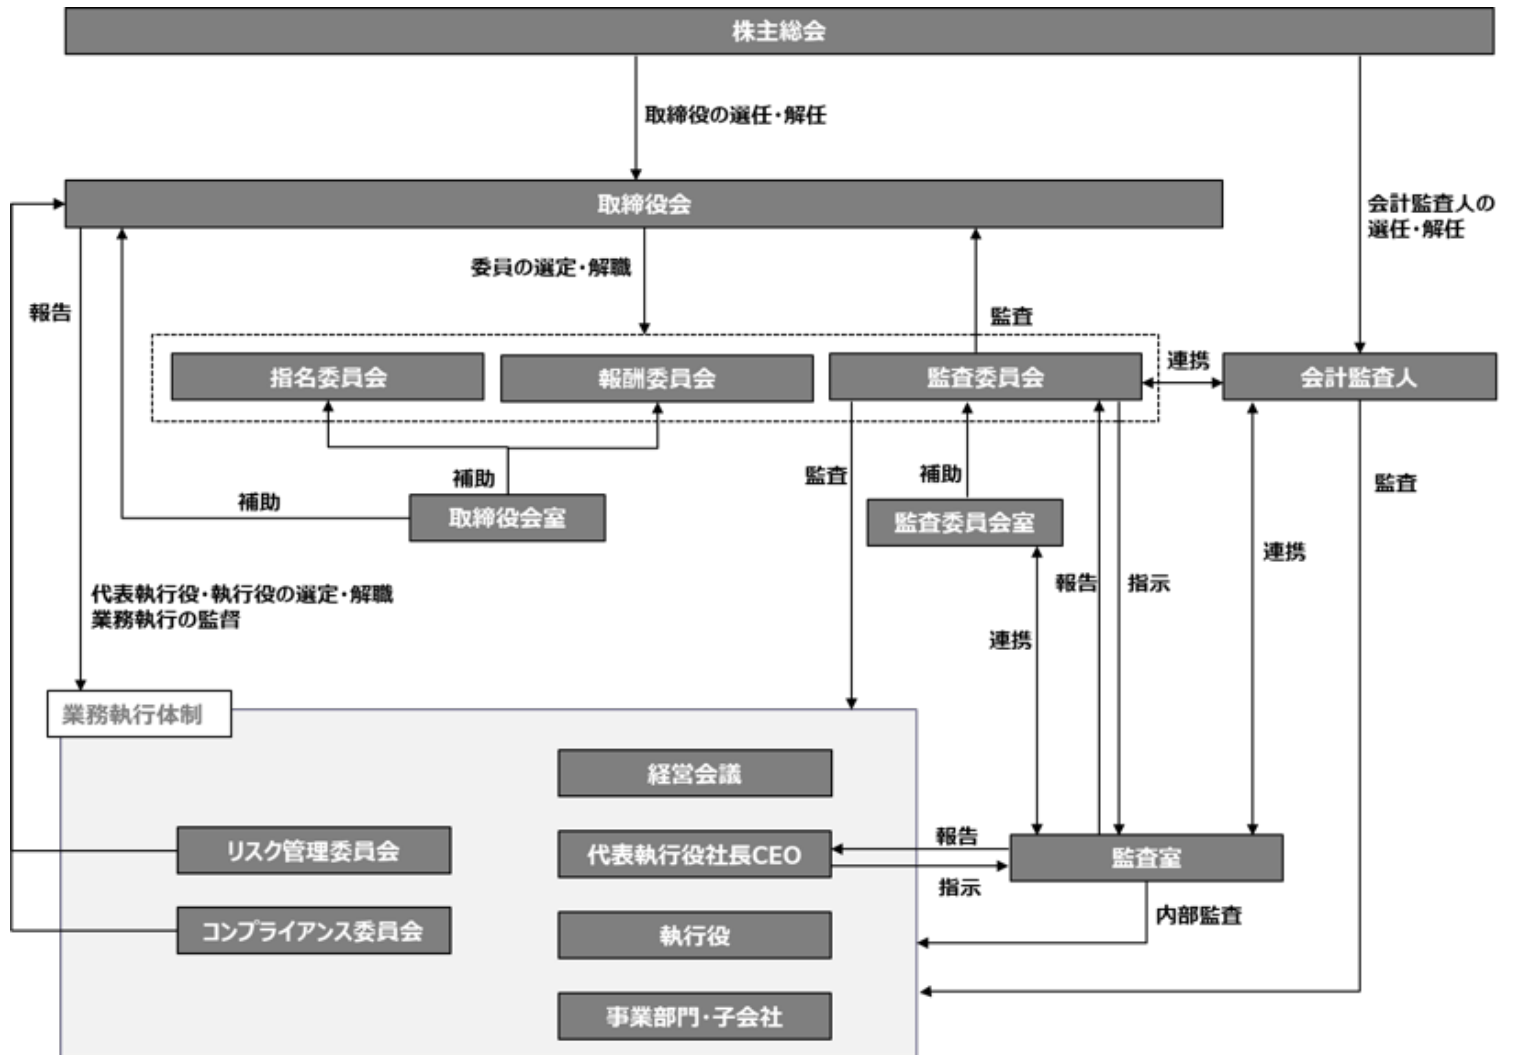 株主総会
取締役の選任・解任
取締役会
会計監査人の
選任・解任
委員の選定・解職
報告
監査
指名委員会
報酬委員会
監査委員会
連携
会計監査人
補助
監査
補助
監査
補助
取締役会室
監査委員会室
連携
報告
指示
代表執行役・執行役の選定・解職
業務執行の監督
連携
業務執行体制
経営会議
リスク管理委員会
代表執行役社長CEO
報告
指示
監査室
コンプライアンス委員会
執行役
内部監査
事業部門・子会社